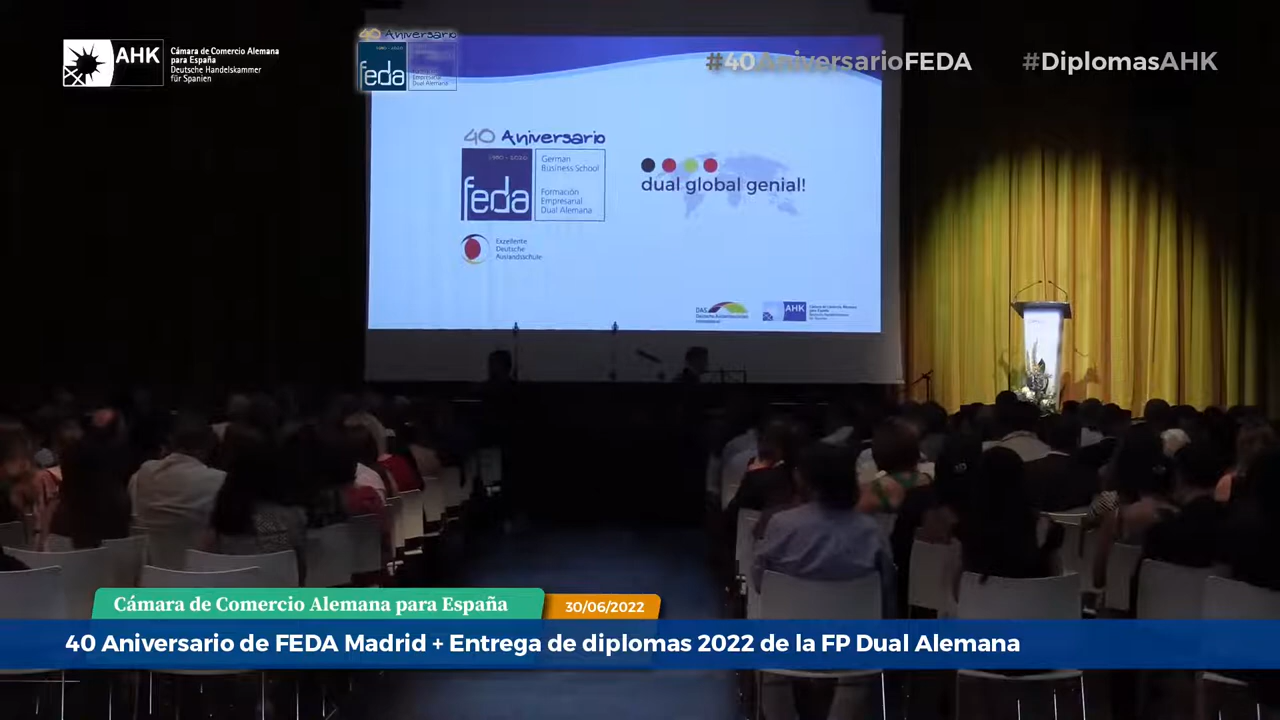 AHK
Cámara de Comercio Alemana
para España
Deutsche Handelskammer
für Spanien
40 Aniversario
feda
#40AniversarioFEDA
#DiplomasAHK
40 Aniversario
feda
German
Business School
Formación
Empresarial
Dual Alemana
dual global genial!
Exzellente
Deutsche
Auslandsschule
DAS
AHK
Cámara de Comercio Alemana para España
30/06/2022
40 Aniversario de FEDA Madrid + Entrega de diplomas 2022 de la FP Dual Alemana